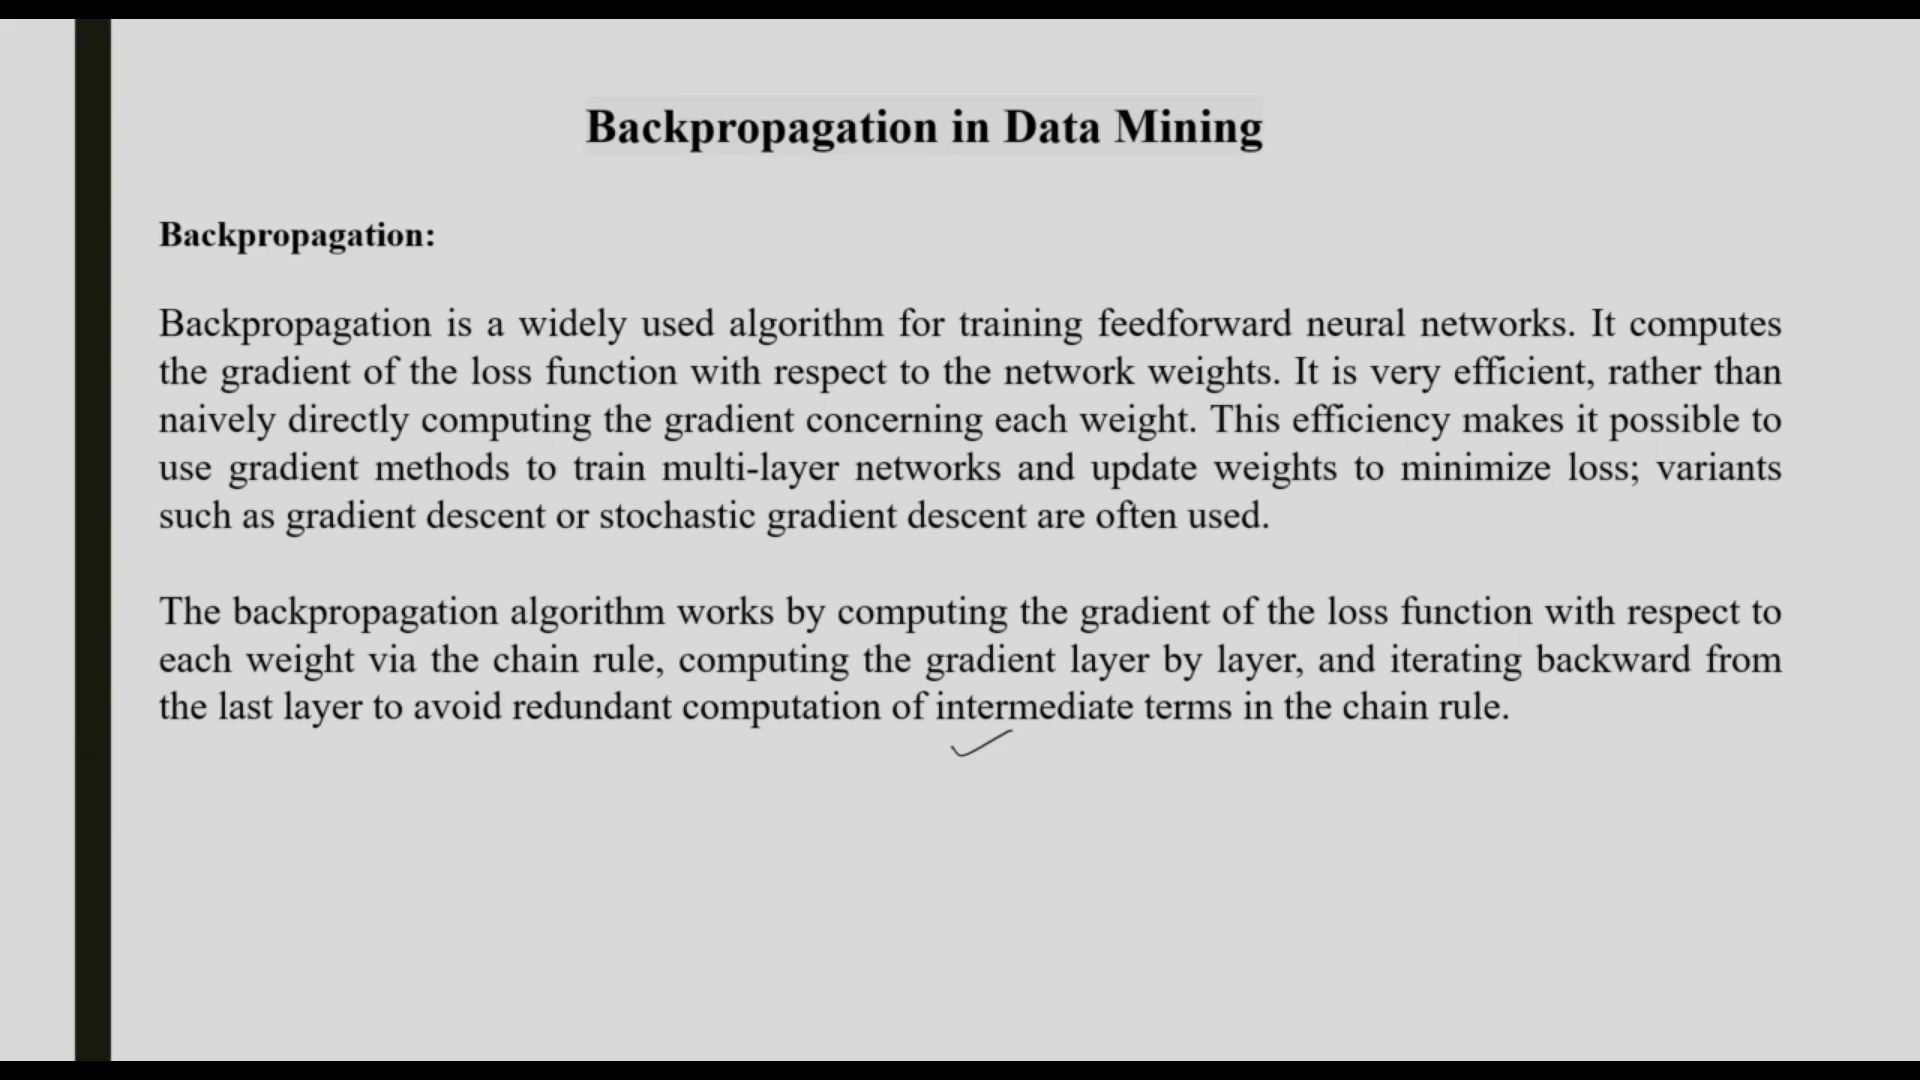 Backpropagation in Data Mining
Backpropagation:
Backpropagation is a widely used algorithm for training feedforward neural networks. It computes
the gradient of the loss function with respect to the network weights. It is very efficient, rather than
naively directly computing the gradient concerning each weight. This efficiency makes it possible to
use gradient methods to train multi-layer networks and update weights to minimize loss; variants
such as gradient descent or stochastic gradient descent are often used.
The backpropagation algorithm works by computing the gradient of the loss function with respect to
each weight via the chain rule, computing the gradient layer by layer, and iterating backward from
the last layer to avoid redundant computation of intermediate terms in the chain rule.